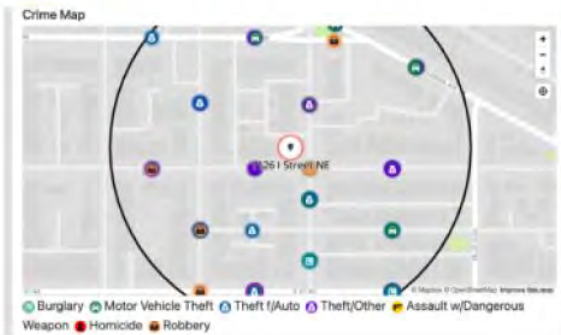 Crime Map
1126 I Street NE
© Mapbox © OpenStreetMap Improve this map
Burglary Motor Vehicle Theft Theft f/Auto Theft/Other Assault w/Dangerous
Weapon Homicide Robbery